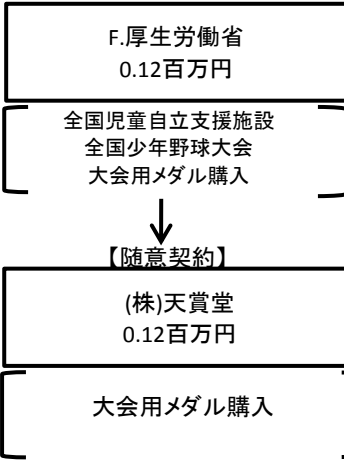 F.厚生労働省
0.12百万円
全国児童自立支援施設
全国少年野球大会
大会用メダル購入
【随意契約】
(株)天賞堂
0.12百万円
大会用メダル購入